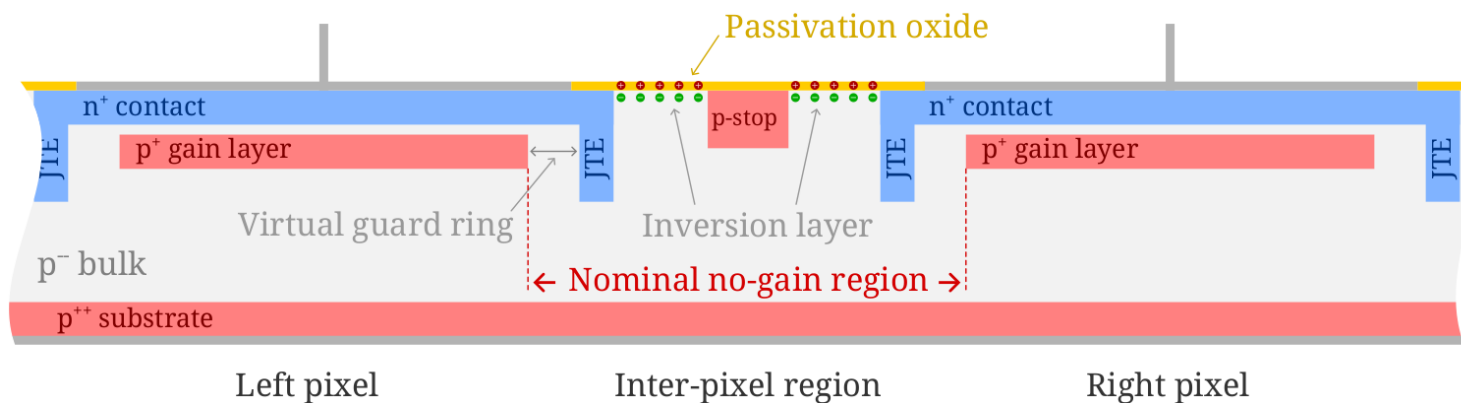 Passivation oxide
n⁺ contact
n⁺ contact
p-stop
JTE
p⁺ gain layer
JTE
JTE
p⁺ gain layer
JTE
Virtual guard ring
Inversion layer
p⁻⁻ bulk
Nominal no-gain region
p⁺⁺ substrate
Left pixel
Inter-pixel region
Right pixel